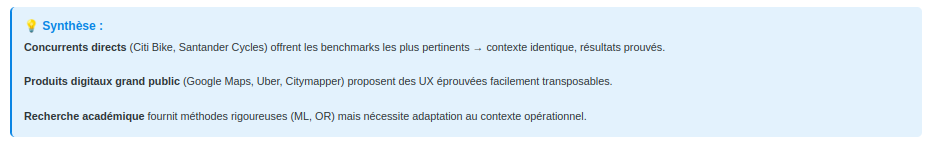 💡 Synthèse :
Concurrents directs (Citi Bike, Santander Cycles) offrent les benchmarks les plus pertinents → contexte identique, résultats prouvés.
Produits digitaux grand public (Google Maps, Uber, Citymapper) proposent des UX éprouvées facilement transposables.
Recherche académique fournit méthodes rigoureuses (ML, OR) mais nécessite adaptation au contexte opérationnel.